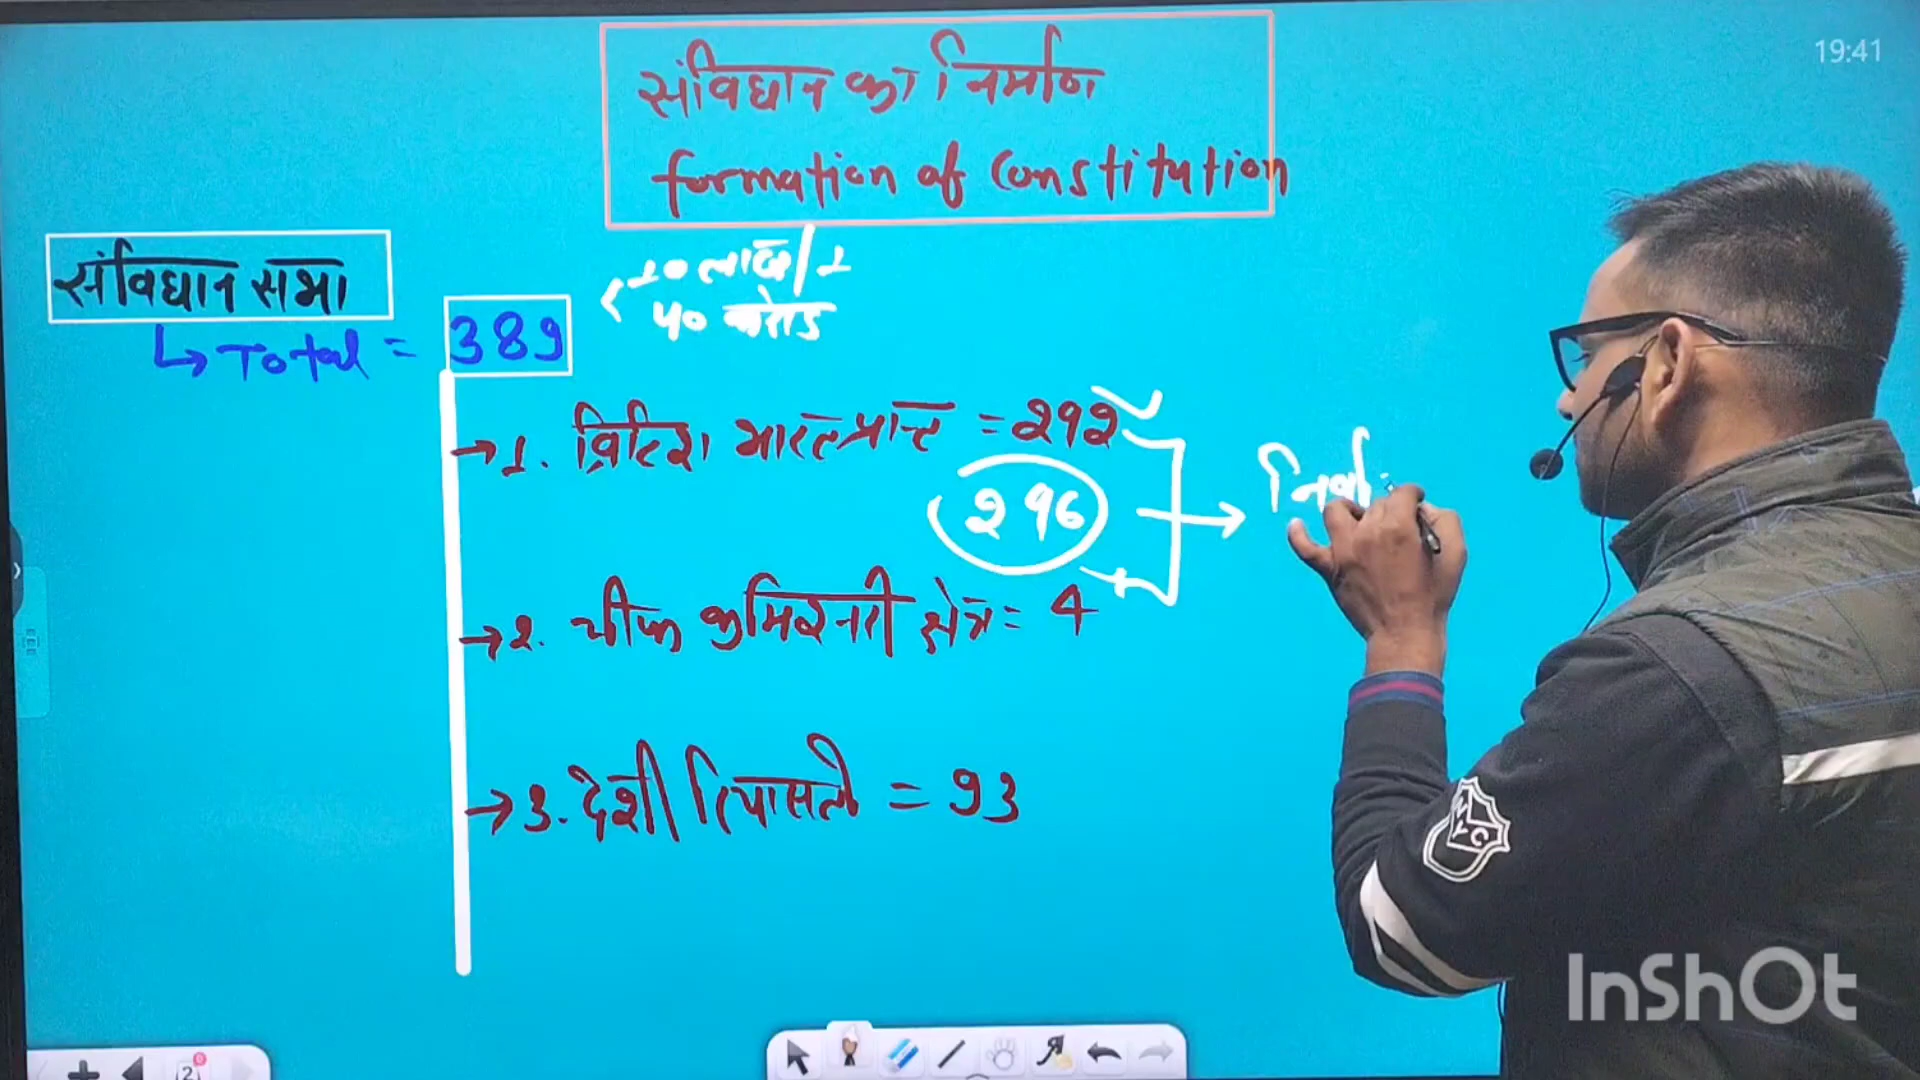 19:41
संविधान का निर्माण
formation of Constitution
संविधान सभा
10 लाख/1
40 करोड
Total = 389
→1. ब्रिटिश भारत प्रान्त = 292
296 →
→2. चीफ कमिश्नरी क्षेत्र = 4
→3. देशी रियासतें = 93
InShOt